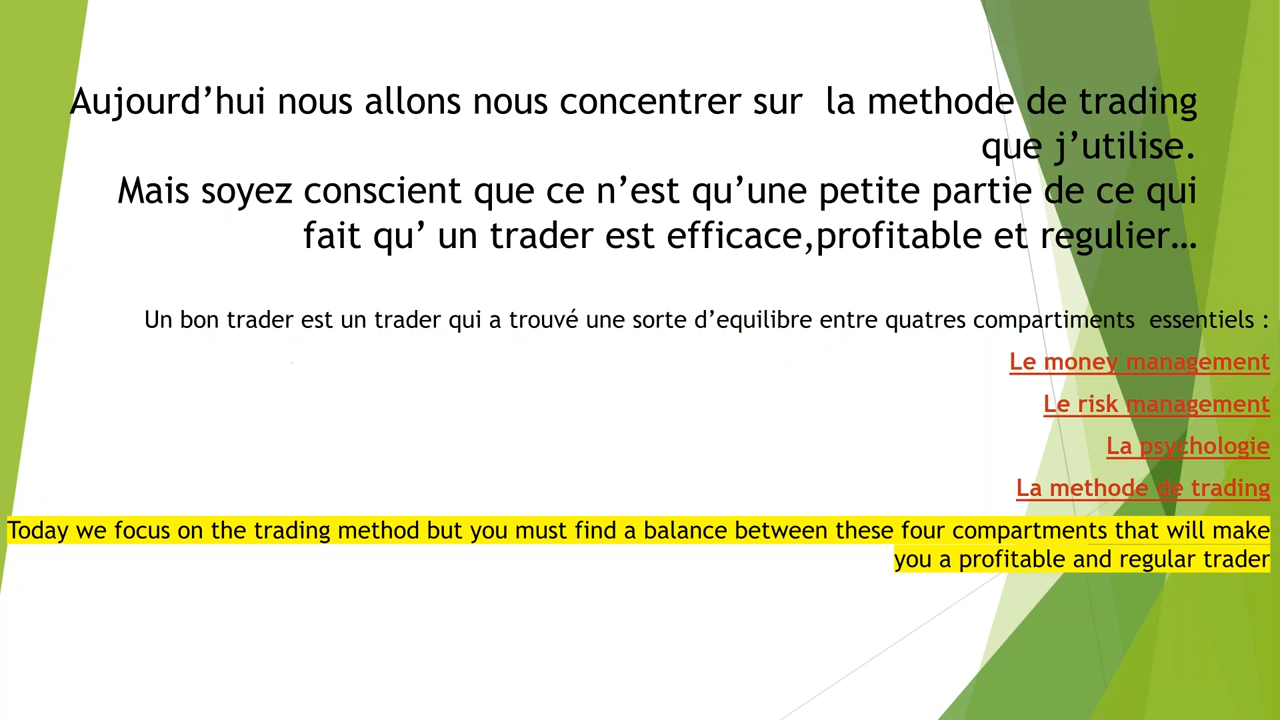 Aujourd’hui nous allons nous concentrer sur  la methode de trading
que j’utilise.
Mais soyez conscient que ce n’est qu’une petite partie de ce qui
fait qu’ un trader est efficace,profitable et regulier…
Un bon trader est un trader qui a trouvé une sorte d’equilibre entre quatres compartiments  essentiels :
Le money management
Le risk management
La psychologie
La methode de trading
Today we focus on the trading method but you must find a balance between these four compartments that will make
you a profitable and regular trader